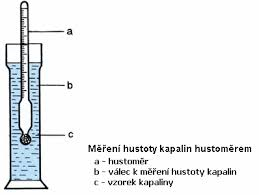 a
b
c
Měření hustoty kapalin hustoměrem
a - hustoměr
b - válec k měření hustoty kapalin
c - vzorek kapaliny